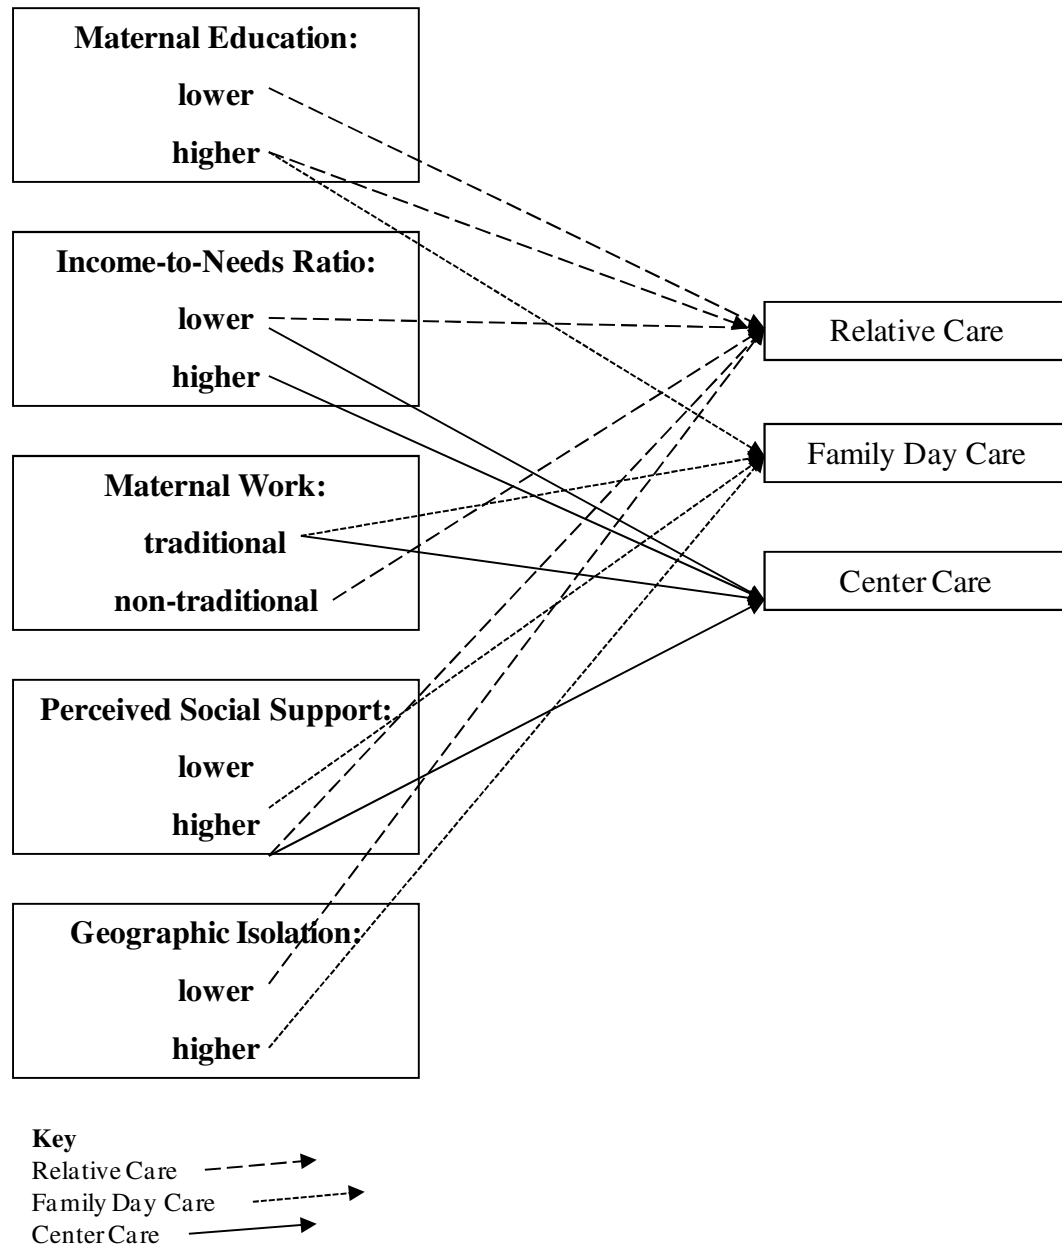 Maternal Education:
lower
higher
Income-to-Needs Ratio:
lower
higher
Maternal Work:
traditional
non-traditional
Perceived Social Support:
lower
higher
Geographic Isolation:
lower
higher
Relative Care
Family Day Care
Center Care
Key
Relative Care
Family Day Care
Center Care